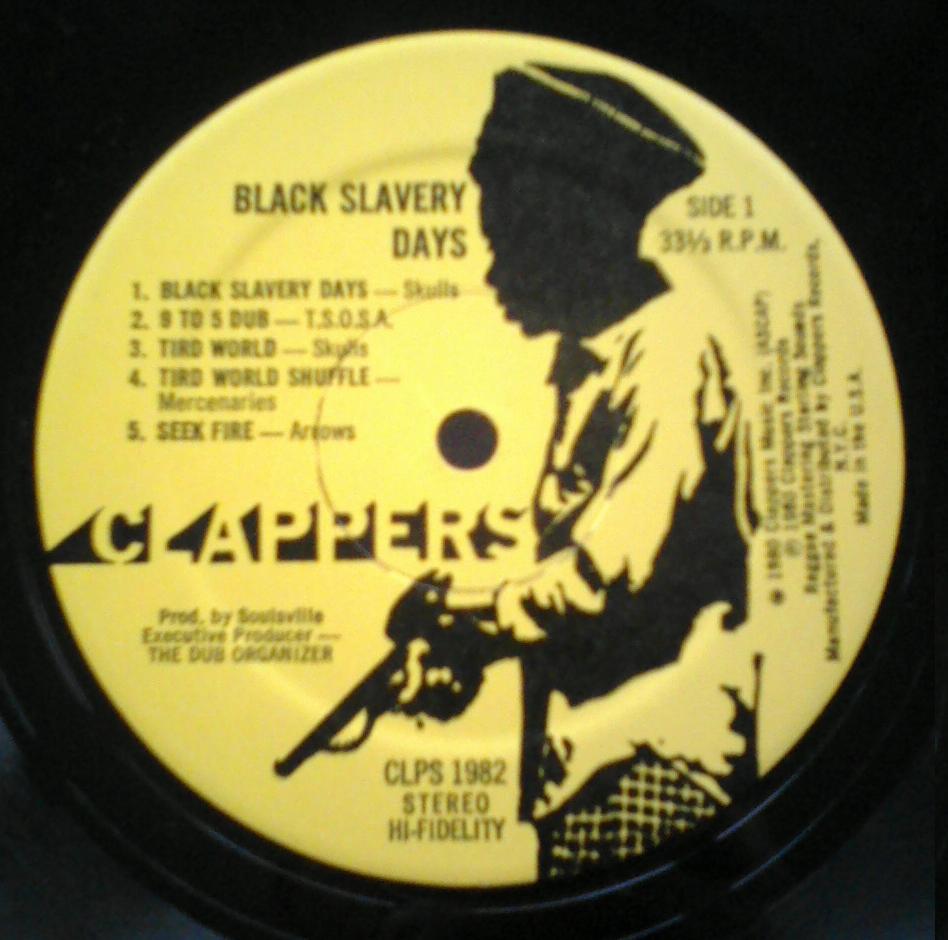 BLACK SLAVERY
DAYS
SIDE 1
33⅓ R.P.M.
1. BLACK SLAVERY DAYS — Skulls
2. 9 TO 5 DUB — T.S.O.S.A.
3. TIRD WORLD — Skulls
4. TIRD WORLD SHUFFLE —
Mercenaries
5. SEEK FIRE — Arrows
CLAPPERS
Prod. by Soulsville
Executive Producer —
THE DUB ORGANIZER
CLPS 1982
STEREO
HI-FIDELITY
℗ 1980 Clappers Music, Inc. (ASCAP)
© 1980 Clappers Records
Reggae Mastering Sterling Sound,
Manufactured & Distributed by Clappers Records,
N.Y.C.
Made in the U.S.A.